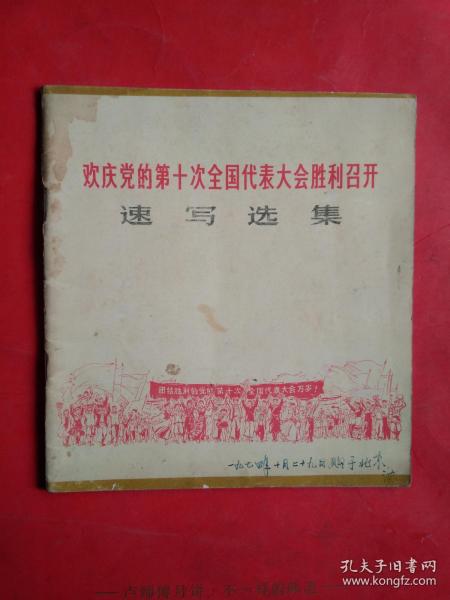 欢庆党的第十次全国代表大会胜利召开
速写选集
团结胜利的党的第十次全国代表大会万岁！
一九七四年十月二十九日购于北京
孔夫子旧书网
www.kongfz.com